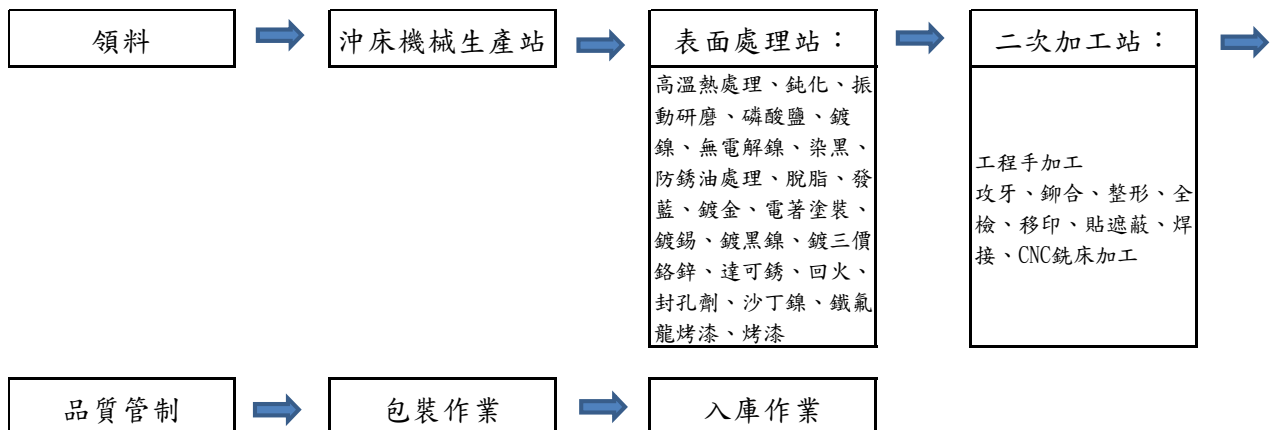 領料
沖床機械生產站
表面處理站：
高溫熱處理、鈍化、振
動研磨、磷酸鹽、鍍
鎳、無電解鎳、染黑、
防銹油處理、脫脂、發
藍、鍍金、電著塗裝、
鍍錫、鍍黑鎳、鍍三價
鉻鋅、達可銹、回火、
封孔劑、沙丁鎳、鐵氟
龍烤漆、烤漆
二次加工站：
工程手加工
攻牙、鉚合、整形、全
檢、移印、貼遮蔽、焊
接、CNC銑床加工
品質管制
包裝作業
入庫作業